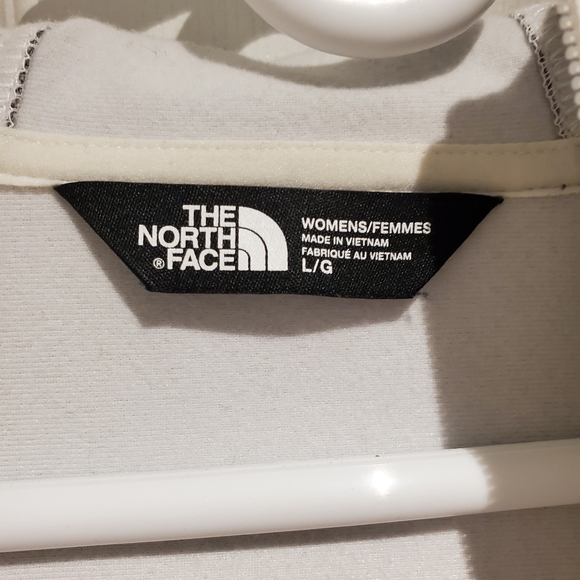 THE
NORTH
® FACE
WOMENS/FEMMES
MADE IN VIETNAM
FABRIQUÉ AU VIETNAM
L/G